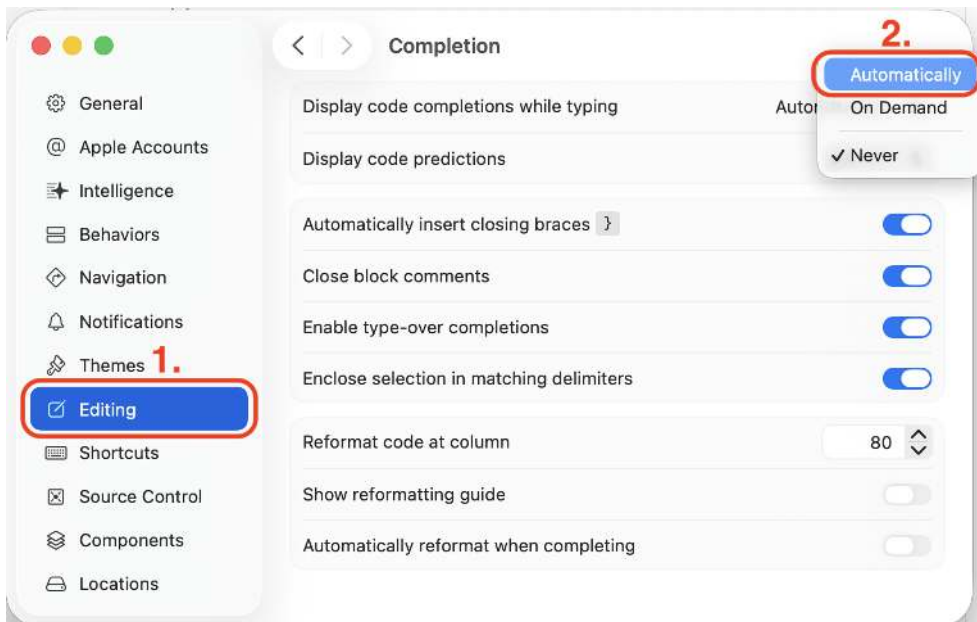 Completion
2.
General
Apple Accounts
Intelligence
Behaviors
Navigation
Notifications
Themes 1.
Editing
Shortcuts
Source Control
Components
Locations
Display code completions while typing
Automatically
On Demand
Display code predictions
✓ Never
Automatically insert closing braces }
Close block comments
Enable type-over completions
Enclose selection in matching delimiters
Reformat code at column 80
Show reformatting guide
Automatically reformat when completing